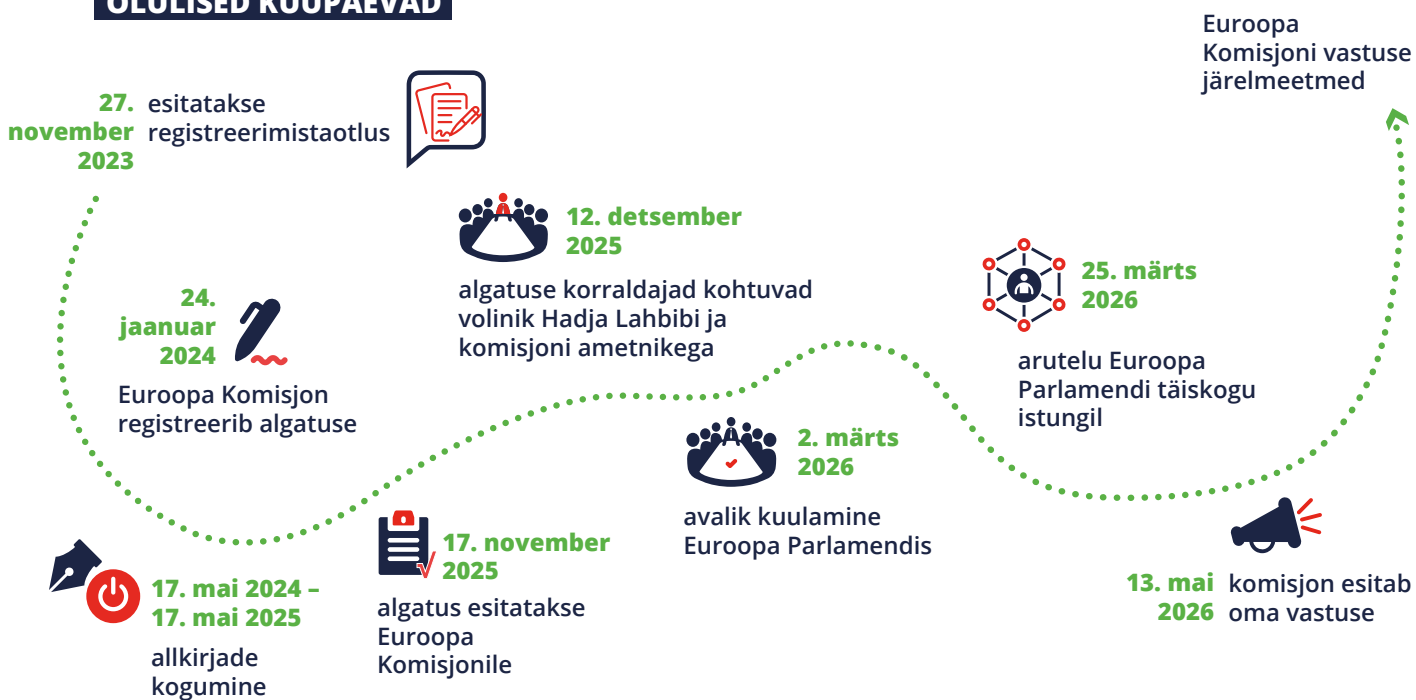 OLULISED KUUPÄEVAD
27. november 2023
esitatakse
registreerimistaotlus
24.
jaanuar
2024
Euroopa Komisjon
registreerib algatuse
17. mai 2024 –
17. mai 2025
allkirjade
kogumine
17. november
2025
algatus esitatakse
Euroopa
Komisjonile
12. detsember
2025
algatuse korraldajad kohtuvad
volinik Hadja Lahbibi ja
komisjoni ametnikega
2. märts
2026
avalik kuulamine
Euroopa Parlamendis
25. märts
2026
arutelu Euroopa
Parlamendi täiskogu
istungil
13. mai
2026
komisjon esitab
oma vastuse
Euroopa
Komisjoni vastuse
järelmeetmed